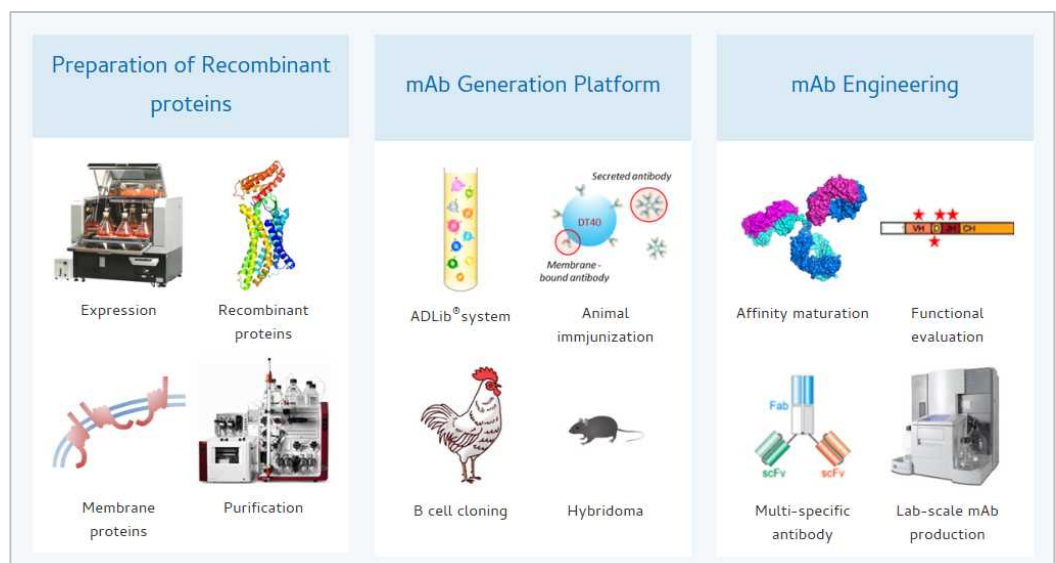 Preparation of Recombinant
proteins
Expression
Recombinant
proteins
Membrane
proteins
Purification
mAb Generation Platform
Secreted antibody
DT40
Membrane -
bound antibody
ADLib®system
Animal
immjunization
B cell cloning
Hybridoma
mAb Engineering
VH
D
JH
CH
Affinity maturation
Functional
evaluation
Fab
scFv
scFv
Multi-specific
antibody
Lab-scale mAb
production